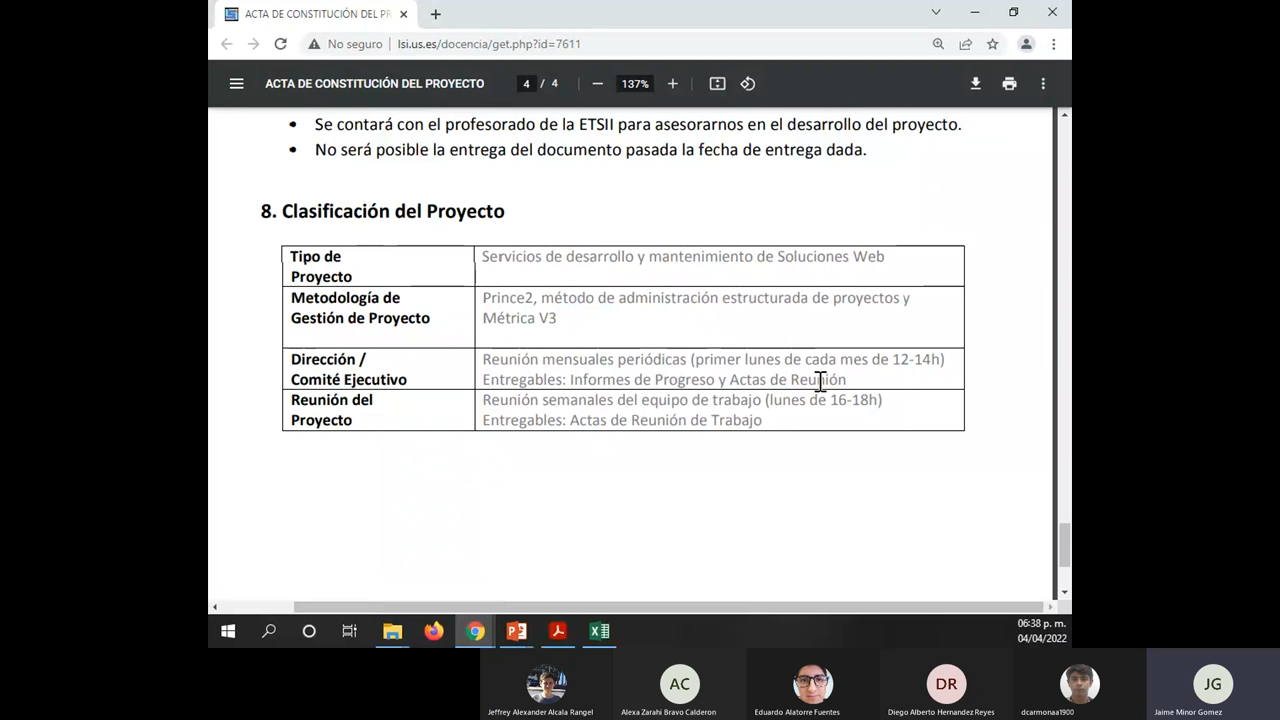 ACTA DE CONSTITUCIÓN DEL PR
No seguro
lsi.us.es/docencia/get.php?id=7611
ACTA DE CONSTITUCIÓN DEL PROYECTO
4 / 4
137%
• Se contará con el profesorado de la ETSII para asesorarnos en el desarrollo del proyecto.
• No será posible la entrega del documento pasada la fecha de entrega dada.
8. Clasificación del Proyecto
Tipo de
Proyecto
Servicios de desarrollo y mantenimiento de Soluciones Web
Metodología de
Gestión de Proyecto
Prince2, método de administración estructurada de proyectos y
Métrica V3
Dirección /
Comité Ejecutivo
Reunión mensuales periódicas (primer lunes de cada mes de 12-14h)
Entregables: Informes de Progreso y Actas de Reunión
Reunión del
Proyecto
Reunión semanales del equipo de trabajo (lunes de 16-18h)
Entregables: Actas de Reunión de Trabajo
06:38 p. m.
04/04/2022
AC
DR
JG
Jeffrey Alexander Alcala Rangel
Alexa Zarahi Bravo Calderon
Eduardo Alatorre Fuentes
Diego Alberto Hernandez Reyes
dcarmonaa1900
Jaime Minor Gomez